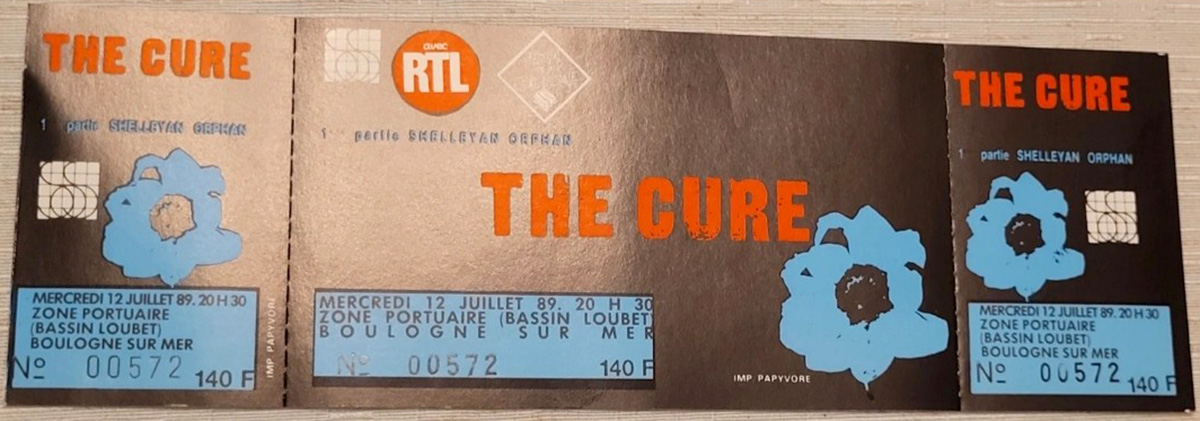 THE CURE
1 partie SHELLEYAN ORPHAN
MERCREDI 12 JUILLET 89. 20 H 30
ZONE PORTUAIRE
(BASSIN LOUBET)
BOULOGNE SUR MER
Nº 00572 140 F
IMP. PAPYVORE
avec
RTL
1 partie SHELLEYAN ORPHAN
THE CURE
MERCREDI 12 JUILLET 89. 20 H 30
ZONE PORTUAIRE (BASSIN LOUBET)
BOULOGNE SUR MER
Nº 00572 140 F
IMP. PAPYVORE
THE CURE
1 partie SHELLEYAN ORPHAN
MERCREDI 12 JUILLET 89. 20 H 30
ZONE PORTUAIRE
(BASSIN LOUBET)
BOULOGNE SUR MER
Nº 00572 140 F